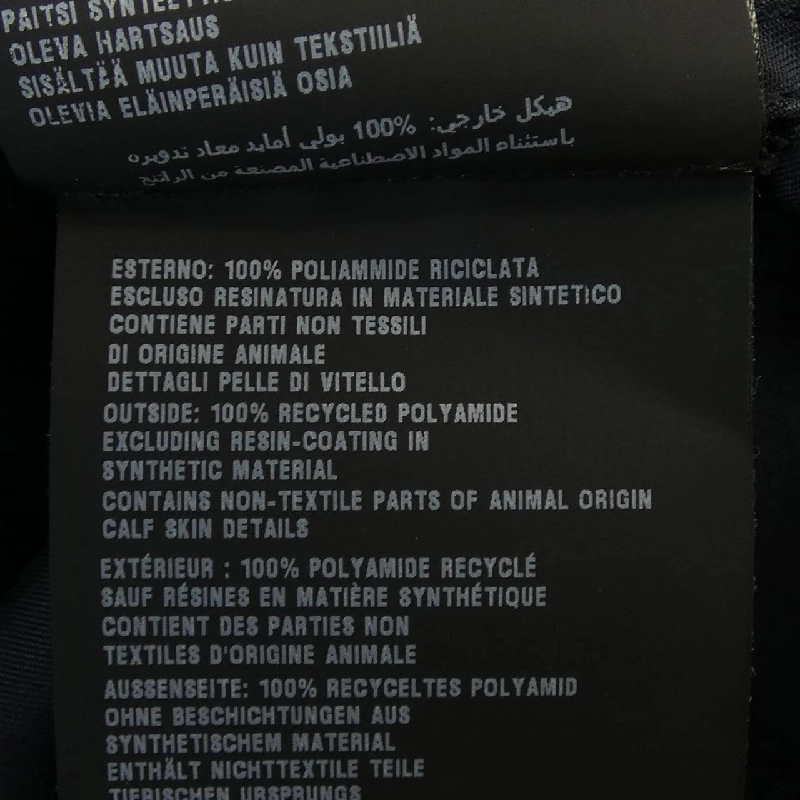 PAITSI
OLEVA HARTSAUS
SISÄLTÄÄ MUUTA KUIN TEKSTIILIÄ
OLEVIA ELÄINPERÄISIÄ OSIA
هيكل خارجي: 100% بولي أمايد معاد تدويره
باستثناء المواد الاصطناعية المصنعة من الراتنج
ESTERNO: 100% POLIAMMIDE RICICLATA
ESCLUSO RESINATURA IN MATERIALE SINTETICO
CONTIENE PARTI NON TESSILI
DI ORIGINE ANIMALE
DETTAGLI PELLE DI VITELLO
OUTSIDE: 100% RECYCLED POLYAMIDE
EXCLUDING RESIN-COATING IN
SYNTHETIC MATERIAL
CONTAINS NON-TEXTILE PARTS OF ANIMAL ORIGIN
CALF SKIN DETAILS
EXTÉRIEUR : 100% POLYAMIDE RECYCLÉ
SAUF RÉSINES EN MATIÈRE SYNTHÉTIQUE
CONTIENT DES PARTIES NON
TEXTILES D'ORIGINE ANIMALE
AUSSENSEITE: 100% RECYCELTES POLYAMID
OHNE BESCHICHTUNGEN AUS
SYNTHETISCHEM MATERIAL
ENTHÄLT NICHTTEXTILE TEILE
TIERISCHEN URSPRUNGS